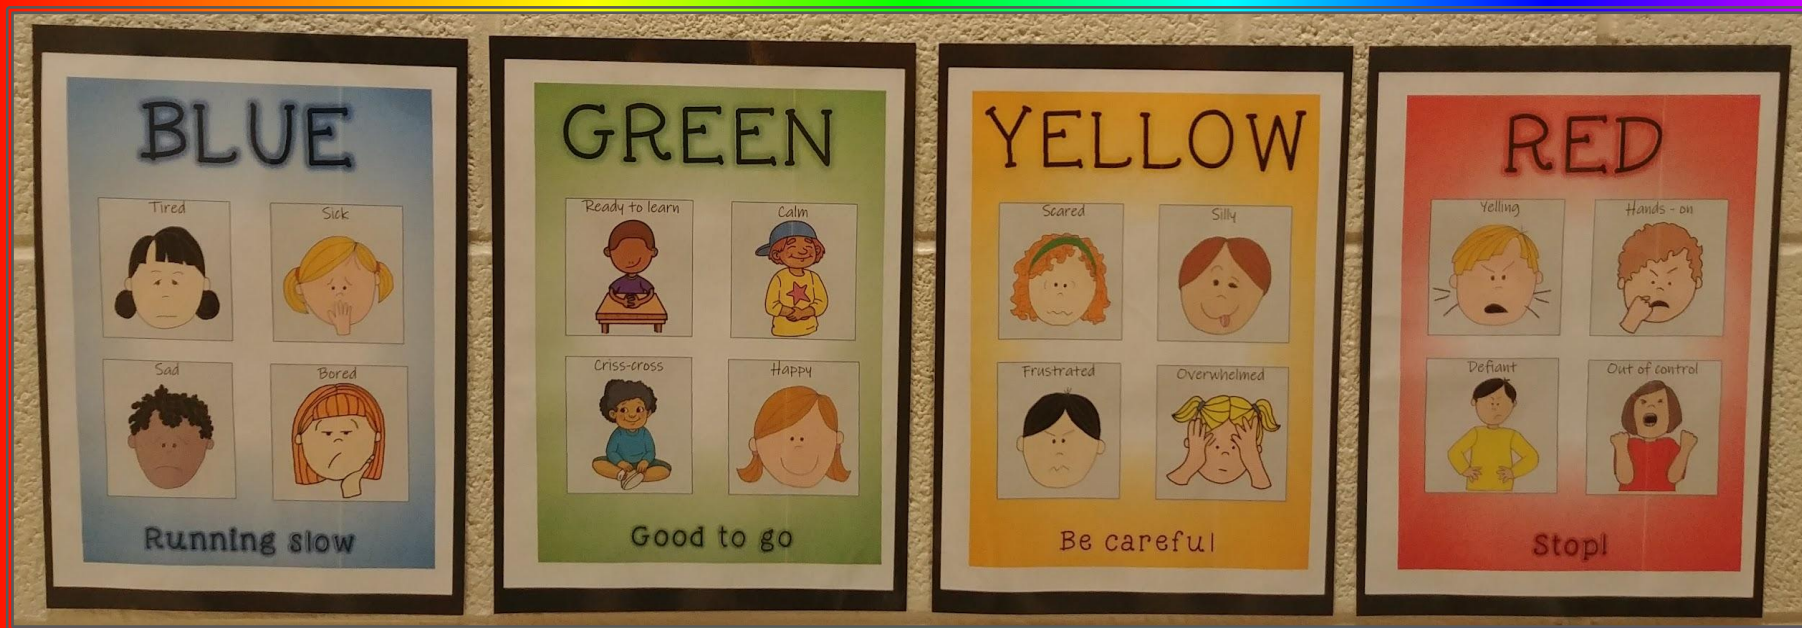 BLUE
Tired
Sick
Sad
Bored
Running slow
GREEN
Ready to learn
Calm
Criss-cross
Happy
Good to go
YELLOW
Scared
Silly
Frustrated
Overwhelmed
Be careful
RED
Yelling
Hands - on
Defiant
Out of control
Stop!